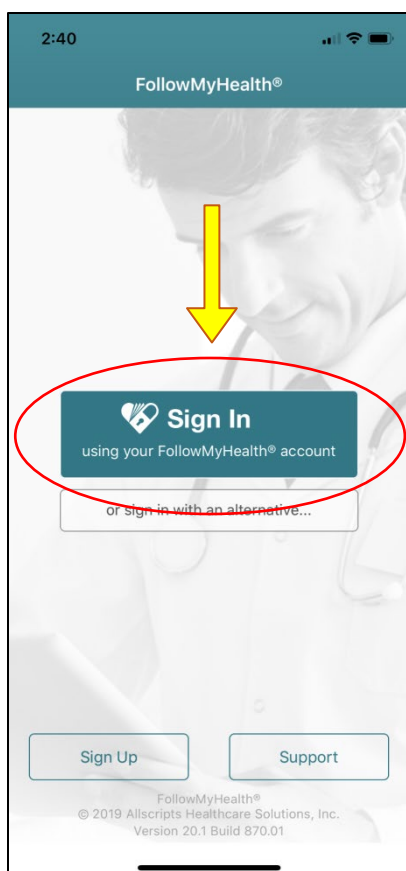 2:40
FollowMyHealth®
Sign In
using your FollowMyHealth® account
or sign in with an alternative...
Sign Up
Support
FollowMyHealth®
© 2019 Allscripts Healthcare Solutions, Inc.
Version 20.1 Build 870.01